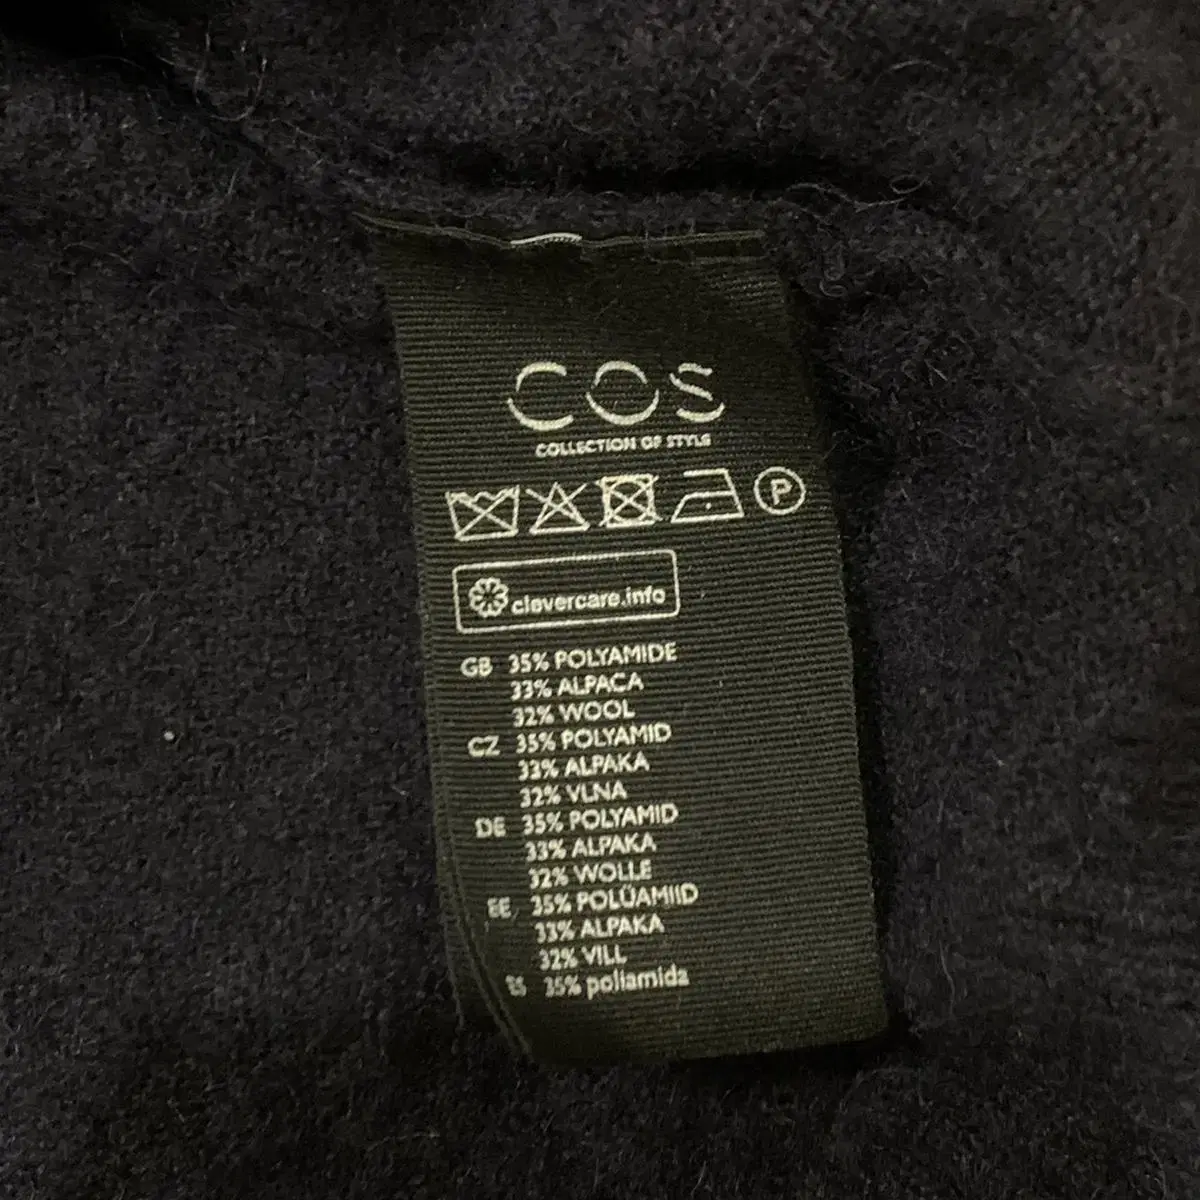 COS
COLLECTION OF STYLE
P
clevercare.info
GB 35% POLYAMIDE
33% ALPACA
32% WOOL
CZ 35% POLYAMID
33% ALPAKA
32% VLNA
DE 35% POLYAMID
33% ALPAKA
32% WOLLE
EE 35% POLÜAMIID
33% ALPAKA
32% VILL
ES 35% poliamida